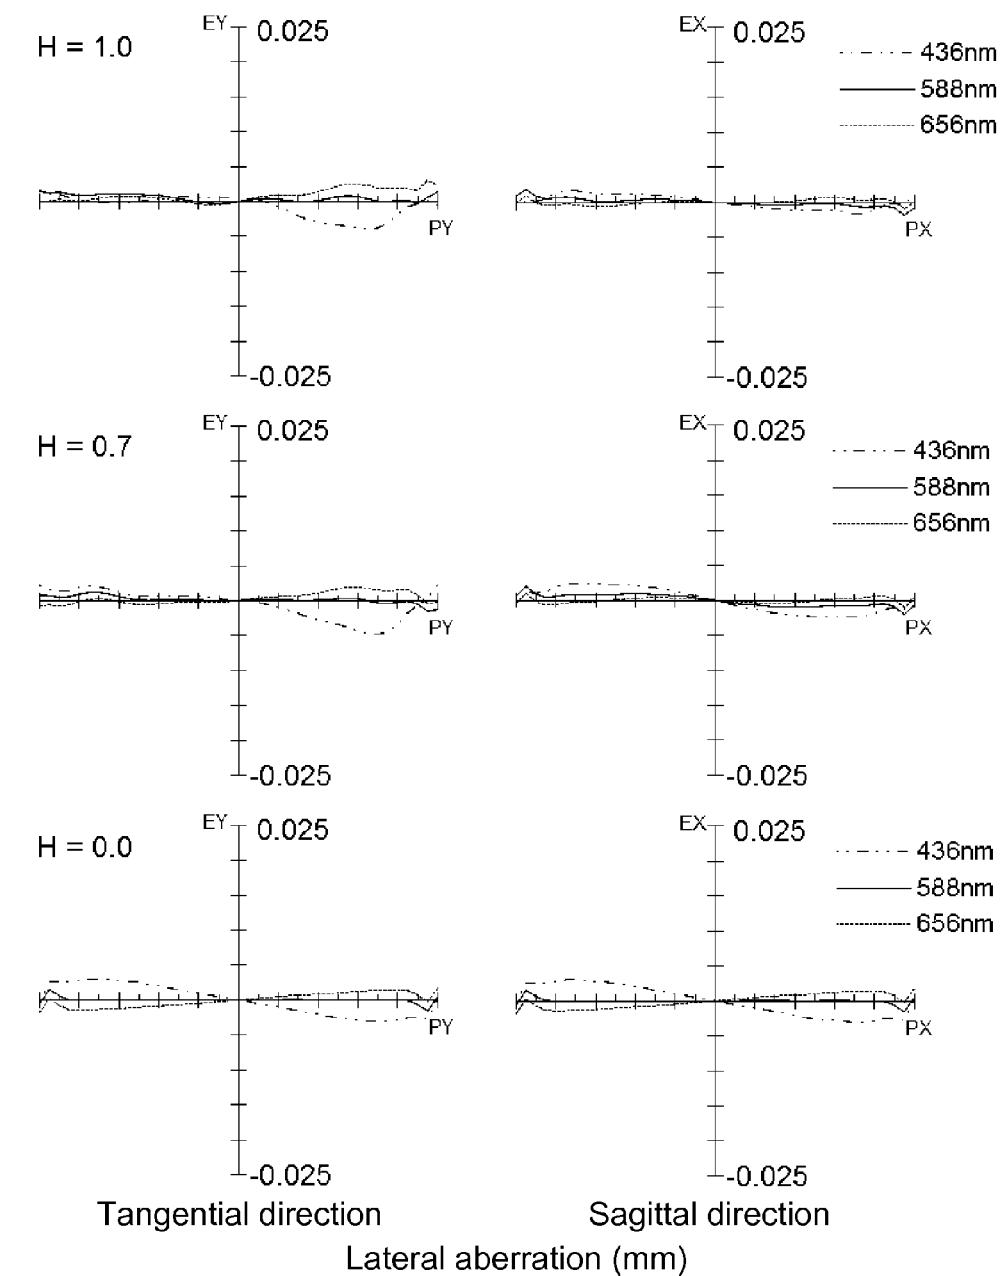 EY 0.025
H = 1.0
PY
-0.025
EX 0.025
436nm
588nm
656nm
PX
-0.025
EY 0.025
H = 0.7
PY
-0.025
EX 0.025
436nm
588nm
656nm
PX
-0.025
EY 0.025
H = 0.0
PY
-0.025
EX 0.025
436nm
588nm
656nm
PX
-0.025
Tangential direction
Sagittal direction
Lateral aberration (mm)